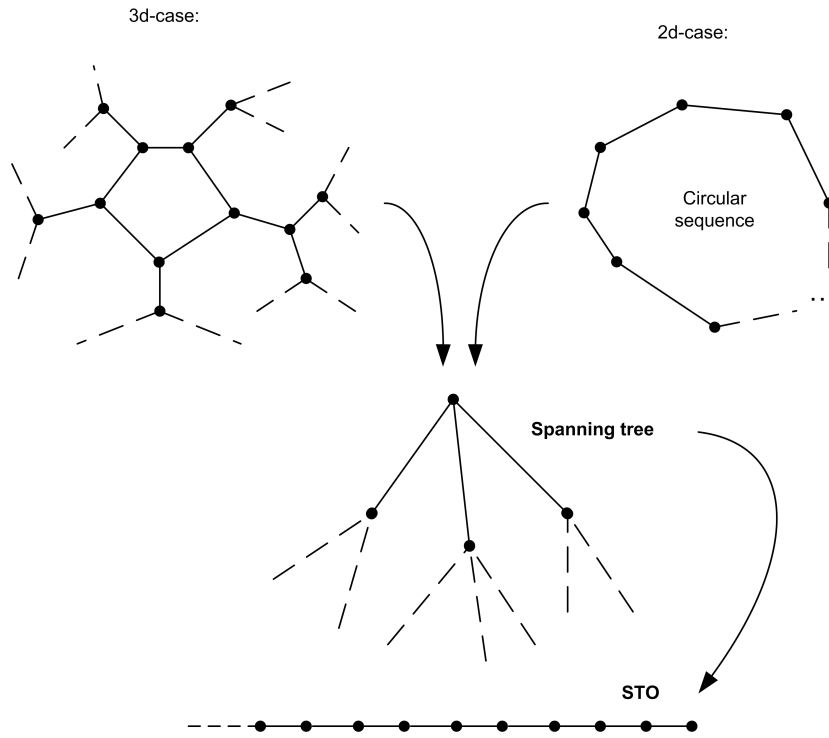 3d-case:
2d-case:
Circular
sequence
..
Spanning tree
STO